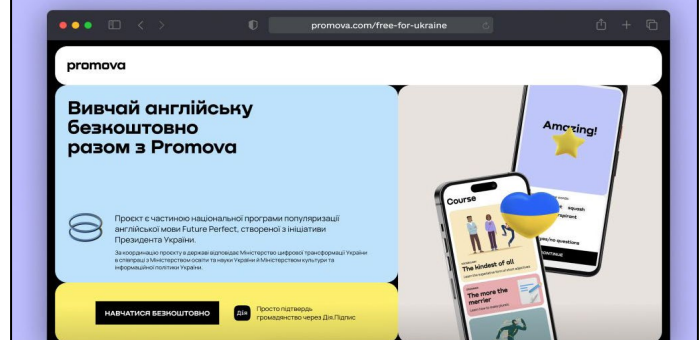 promova.com/free-for-ukraine
promova
Вивчай англійську
безкоштовно
разом з Promova
Проєкт є частиною національної програми популяризації
англійської мови Future Perfect, створеної з ініціативи
Президента України.
За координацію проєкту в державі відповідає Міністерство цифрової трансформації України
в співпраці з Міністерством освіти та науки України й Міністерством культури та
інформаційної політики України.
НАВЧАТИСЯ БЕЗКОШТОВНО
Дія
Просто підтвердь
громадянство через Дія.Підпис
Amazing!
squash
yes/no questions
CONTINUE
Course
The kindest of all
The more the
merrier